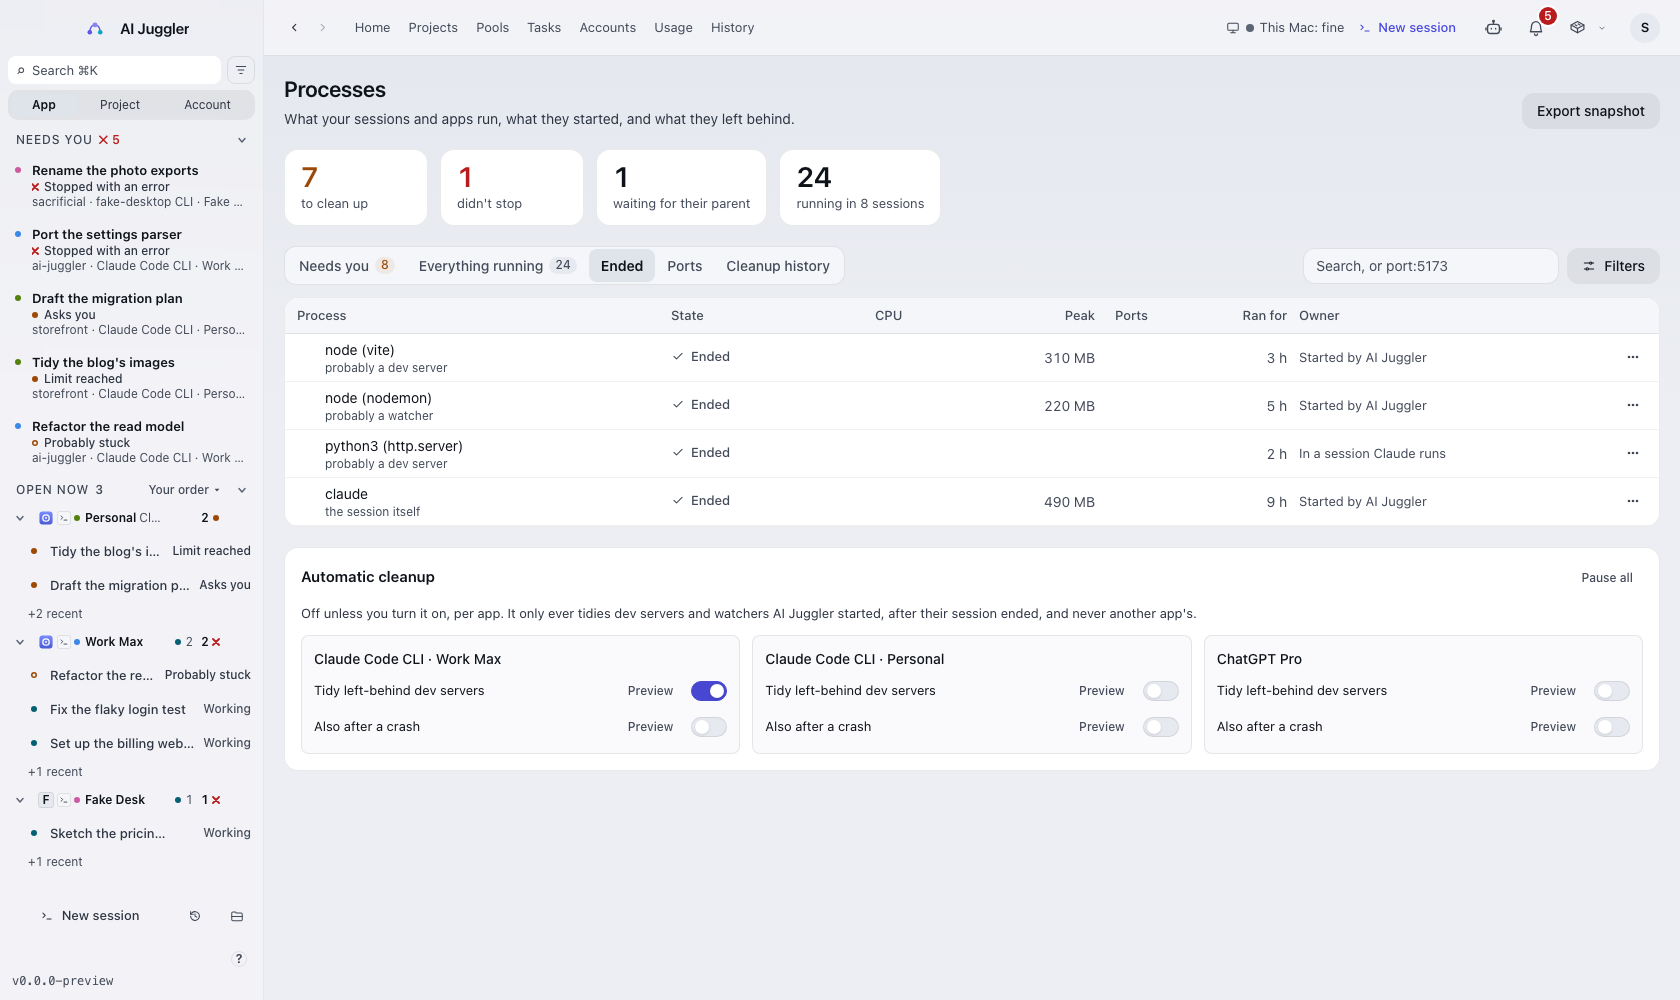 AI Juggler
Search ⌘K
App Project Account
NEEDS YOU 5
Rename the photo exports
Stopped with an error
sacrificial · fake-desktop CLI · Fake ...
Port the settings parser
Stopped with an error
ai-juggler · Claude Code CLI · Work ...
Draft the migration plan
Asks you
storefront · Claude Code CLI · Perso...
Tidy the blog's images
Limit reached
storefront · Claude Code CLI · Perso...
Refactor the read model
Probably stuck
ai-juggler · Claude Code CLI · Work ...
OPEN NOW 3 Your order
Personal Cl... 2
Tidy the blog's i... Limit reached
Draft the migration p... Asks you
+2 recent
Work Max 2 2
Refactor the re... Probably stuck
Fix the flaky login test Working
Set up the billing web... Working
+1 recent
F Fake Desk 1 1
Sketch the pricin... Working
+1 recent
New session
?
v0.0.0-preview
Home Projects Pools Tasks Accounts Usage History
This Mac: fine New session 5 S
Processes
What your sessions and apps run, what they started, and what they left behind.
Export snapshot
7 1 1 24
to clean up didn't stop waiting for their parent running in 8 sessions
Needs you 8 Everything running 24 Ended Ports Cleanup history
Search, or port:5173 Filters
Process State CPU Peak Ports Ran for Owner
node (vite) Ended 310 MB 3 h Started by AI Juggler
probably a dev server
node (nodemon) Ended 220 MB 5 h Started by AI Juggler
probably a watcher
python3 (http.server) Ended 2 h In a session Claude runs
probably a dev server
claude Ended 490 MB 9 h Started by AI Juggler
the session itself
Automatic cleanup Pause all
Off unless you turn it on, per app. It only ever tidies dev servers and watchers AI Juggler started, after their session ended, and never another app's.
Claude Code CLI · Work Max
Tidy left-behind dev servers Preview
Also after a crash Preview
Claude Code CLI · Personal
Tidy left-behind dev servers Preview
Also after a crash Preview
ChatGPT Pro
Tidy left-behind dev servers Preview
Also after a crash Preview